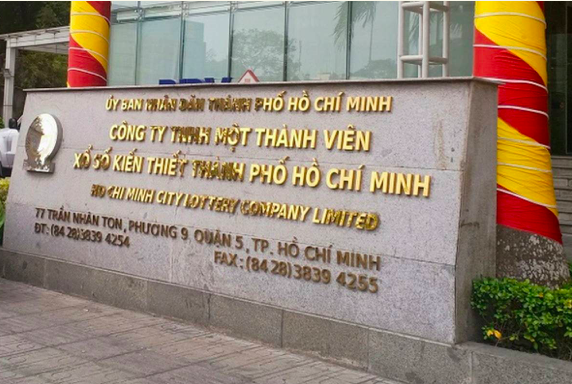 ỦY BAN NHÂN DÂN THÀNH PHỐ HỒ CHÍ MINH
CÔNG TY TNHH MỘT THÀNH VIÊN
XỔ SỐ KIẾN THIẾT THÀNH PHỐ HỒ CHÍ MINH
HO CHI MINH CITY LOTTERY COMPANY LIMITED
77 TRẦN NHÂN TÔN, PHƯỜNG 9 QUẬN 5, TP. HỒ CHÍ MINH
ĐT: (84 28)3839 4254 FAX: (84 28)3839 4255